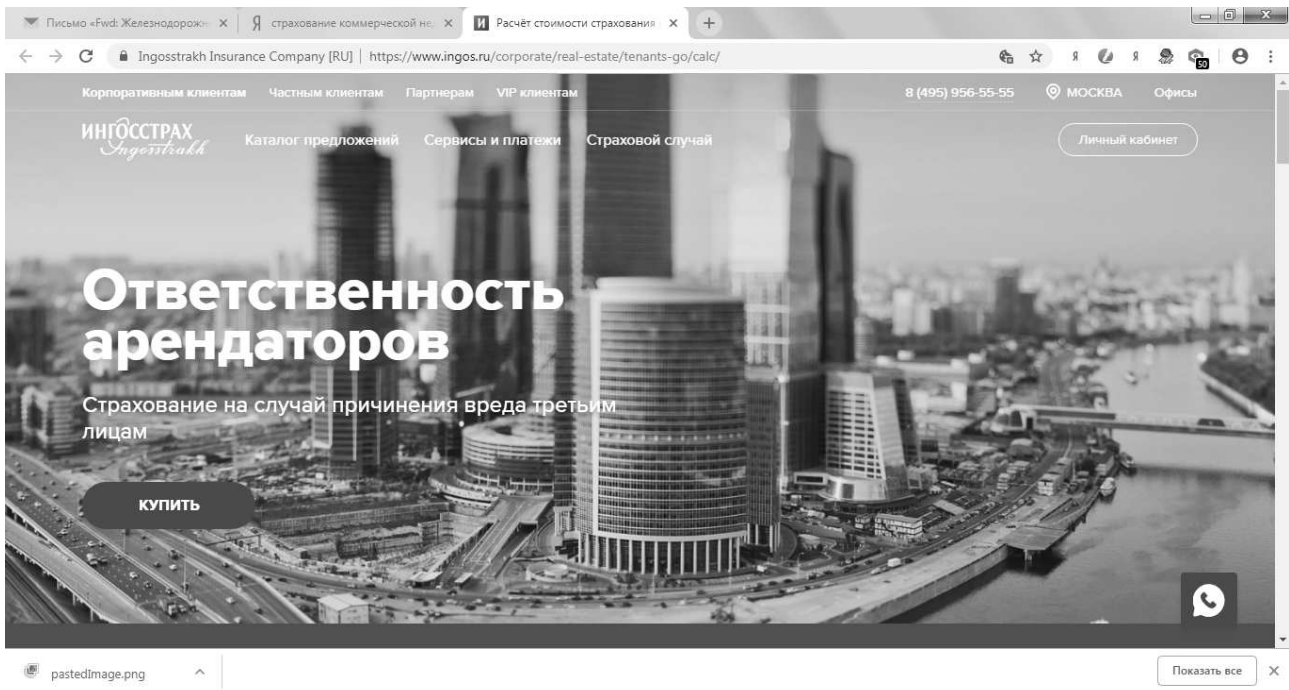 Письмо «Fwd: Железнодорожн
страхование коммерческой не
Расчёт стоимости страхования
Ingosstrakh Insurance Company [RU] | https://www.ingos.ru/corporate/real-estate/tenants-go/calc/
50
Корпоративным клиентам Частным клиентам Партнерам VIP клиентам 8 (495) 956-55-55 МОСКВА Офисы
ИНГОССТРАХ
Ingosstrakh
Каталог предложений Сервисы и платежи Страховой случай Личный кабинет
Ответственность
арендаторов
Страхование на случай причинения вреда третьим
лицам
КУПИТЬ
pastedImage.png Показать все